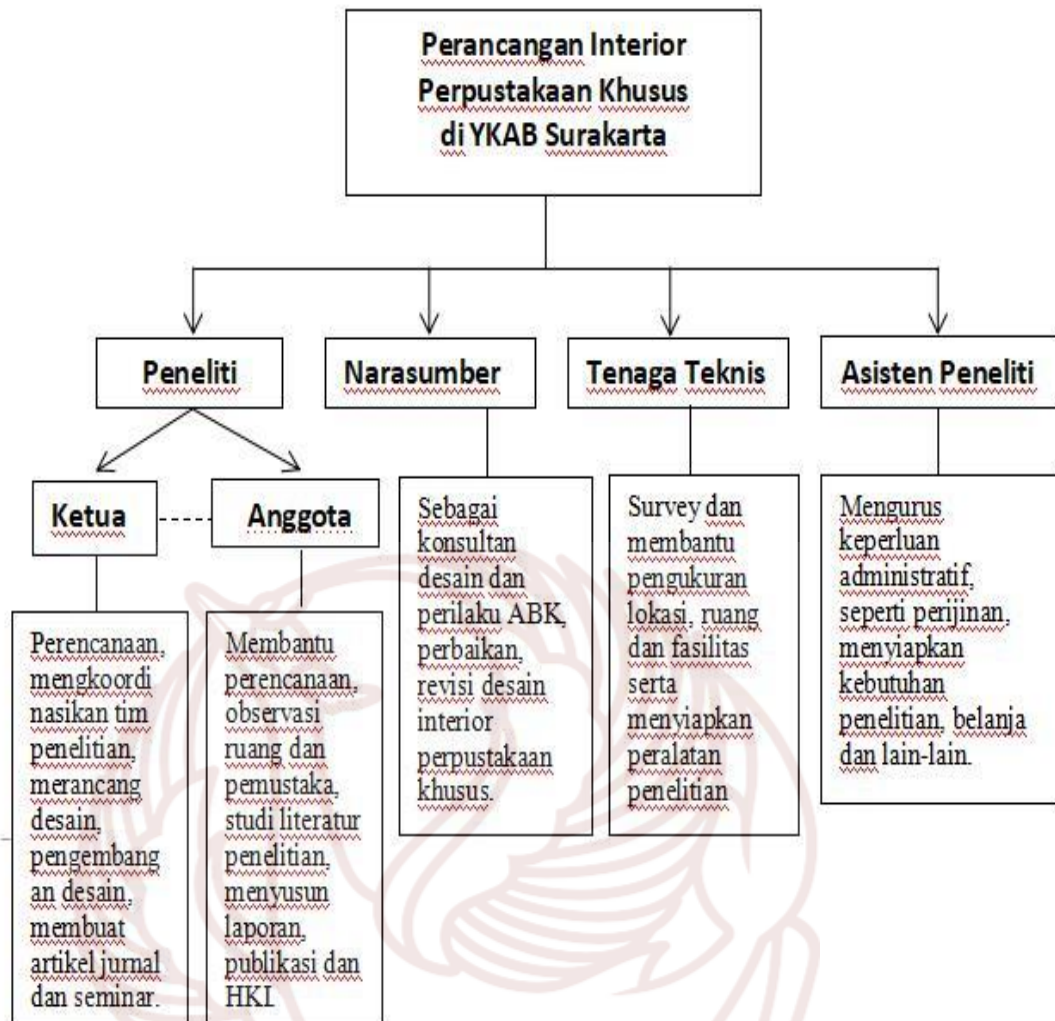 Perancangan Interior
Perpustakaan Khusus
di YKAB Surakarta
Peneliti
Narasumber
Tenaga Teknis
Asisten Peneliti
Ketua
Anggota
Perencanaan,
mengkoordi
nasikan tim
penelitian,
merancang
desain,
pengembang
an desain,
membuat
artikel jurnal
dan seminar.
Membantu
perencanaan,
observasi
ruang dan
pemustaka,
studi literatur
penelitian,
menyusun
laporan,
publikasi dan
HKI.
Sebagai
konsultan
desain dan
perilaku ABK,
perbaikan,
revisi desain
interior
perpustakaan
khusus.
Survey dan
membantu
pengukuran
lokasi, ruang
dan fasilitas
serta
menyiapkan
peralatan
penelitian
Mengurus
keperluan
administratif,
seperti perijinan,
menyiapkan
kebutuhan
penelitian, belanja
dan lain-lain.